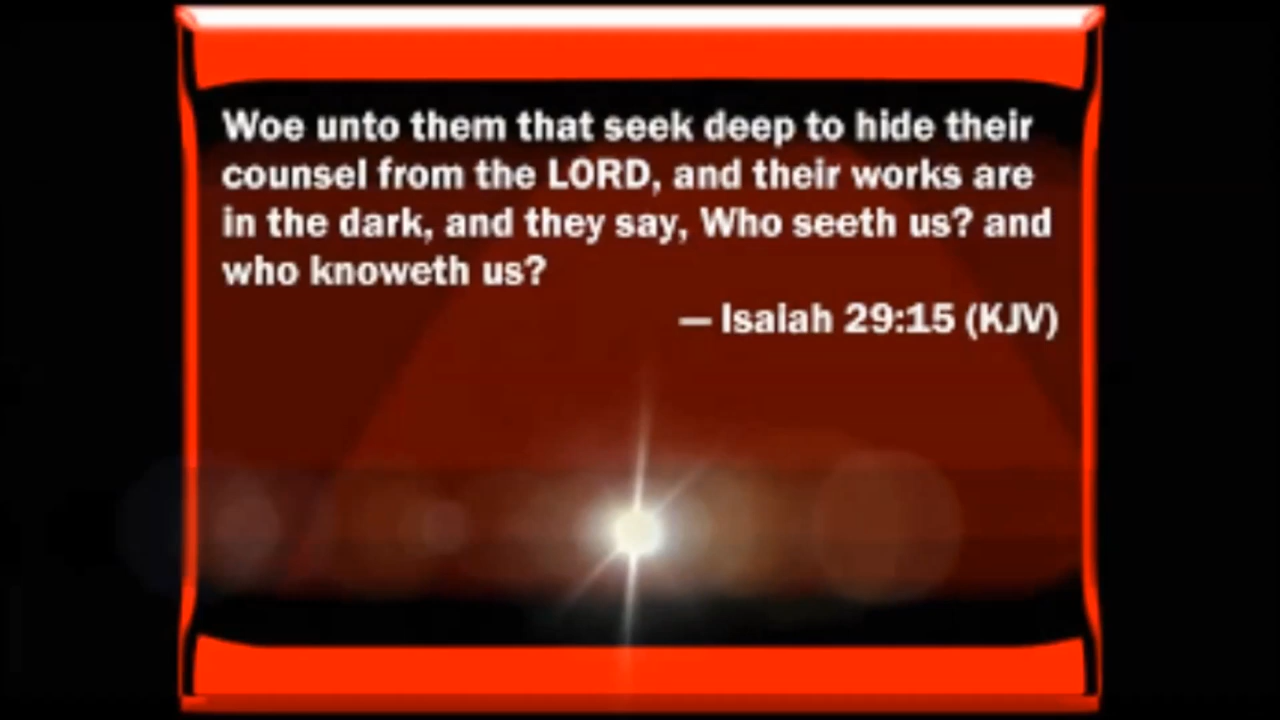 Woe unto them that seek deep to hide their
counsel from the LORD, and their works are
in the dark, and they say, Who seeth us? and
who knoweth us?
— Isaiah 29:15 (KJV)